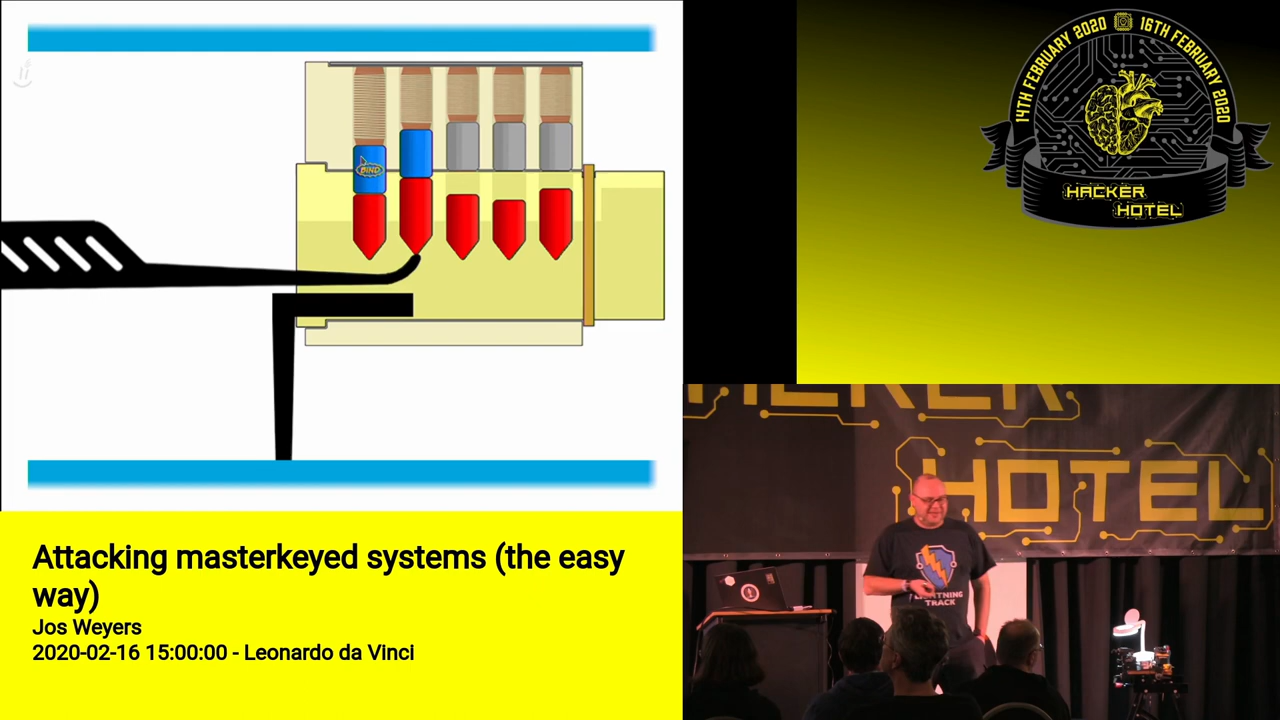 BIND
14TH FEBRUARY 2020 16TH FEBRUARY 2020
HACKER
HOTEL
HACKER
HOTEL
LIGHTNING
TRACK
Attacking masterkeyed systems (the easy
way)
Jos Weyers
2020-02-16 15:00:00 - Leonardo da Vinci